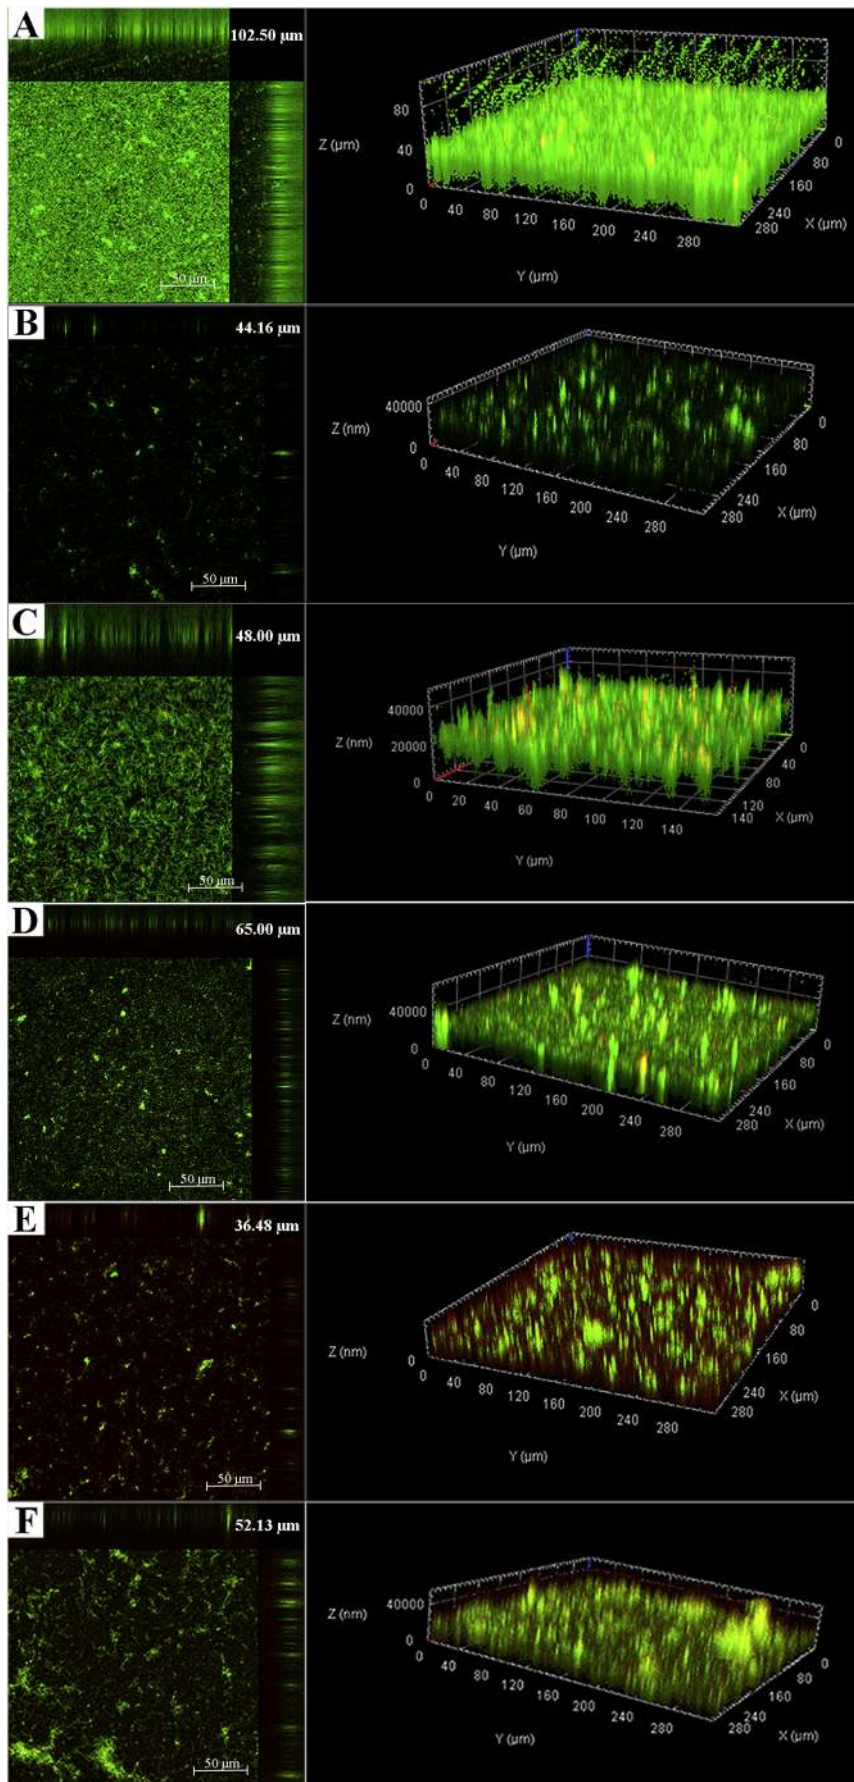 A
102.50 µm
50 µm
Z (µm)
80
40
0
0
40
80
120
160
200
240
280
Y (µm)
0
80
160
240
280
X (µm)
B
44.16 µm
50 µm
Z (nm)
40000
0
0
40
80
120
160
200
240
280
Y (µm)
0
80
160
240
280
X (µm)
C
48.00 µm
50 µm
Z (nm)
40000
20000
0
0
20
40
60
80
100
120
140
Y (µm)
0
40
80
120
140
X (µm)
D
65.00 µm
50 µm
Z (nm)
40000
0
0
40
80
120
160
200
240
280
Y (µm)
0
80
160
240
280
X (µm)
E
36.48 µm
50 µm
Z (nm)
0
0
40
80
120
160
200
240
280
Y (µm)
0
80
160
240
280
X (µm)
F
52.13 µm
50 µm
Z (nm)
40000
0
0
40
80
120
160
200
240
280
Y (µm)
0
80
160
240
280
X (µm)